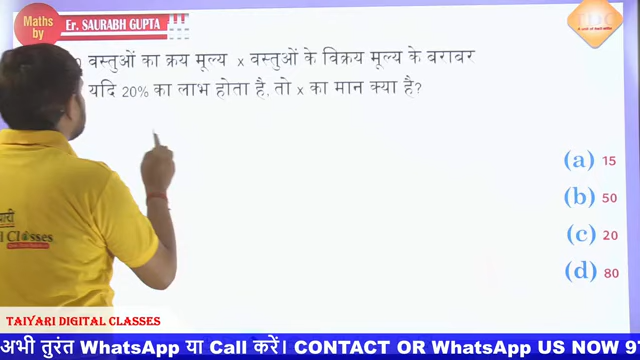 Maths by
Er. SAURABH GUPTA
वस्तुओं का क्रय मूल्य x वस्तुओं के विक्रय मूल्य के बराबर
यदि 20% का लाभ होता है, तो x का मान क्या है?
(a) 15
(b) 50
(c) 20
(d) 80
TAIYARI DIGITAL CLASSES
अभी तुरंत WhatsApp या Call करें। CONTACT OR WhatsApp US NOW